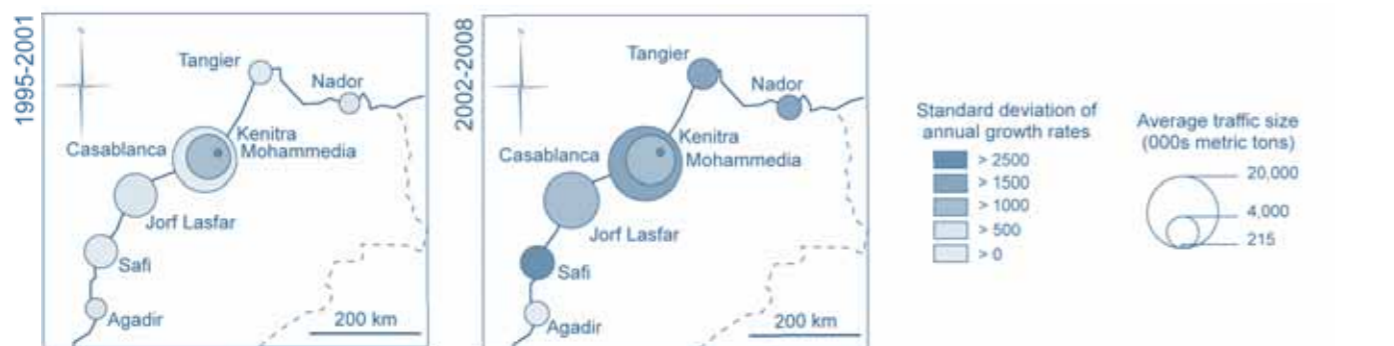 1995-2001
Tangier
Nador
Kenitra
Casablanca
Mohammedia
Jorf Lasfar
Safi
Agadir
200 km
2002-2008
Tangier
Nador
Kenitra
Casablanca
Mohammedia
Jorf Lasfar
Safi
Agadir
200 km
Standard deviation of
annual growth rates
> 2500
> 1500
> 1000
> 500
> 0
Average traffic size
(000s metric tons)
20,000
4,000
215